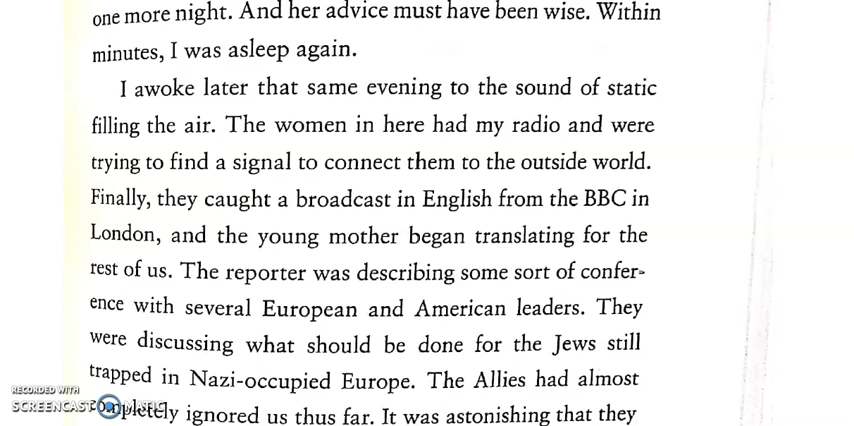 one more night. And her advice must have been wise. Within
minutes, I was asleep again.
I awoke later that same evening to the sound of static
filling the air. The women in here had my radio and were
trying to find a signal to connect them to the outside world.
Finally, they caught a broadcast in English from the BBC in
London, and the young mother began translating for the
rest of us. The reporter was describing some sort of confer-
ence with several European and American leaders. They
were discussing what should be done for the Jews still
trapped in Nazi-occupied Europe. The Allies had almost
RECORDED WITH
SCREENCAST MATIC
completely ignored us thus far. It was astonishing that they